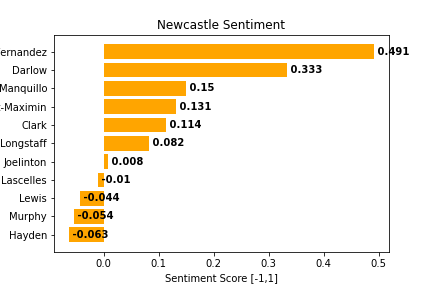 Newcastle Sentiment
ernandez 0.491
Darlow 0.333
Manquillo 0.15
-Maximin 0.131
Clark 0.114
Longstaff 0.082
Joelinton 0.008
Lascelles -0.01
Lewis -0.044
Murphy -0.054
Hayden -0.063
0.0 0.1 0.2 0.3 0.4 0.5
Sentiment Score [-1,1]